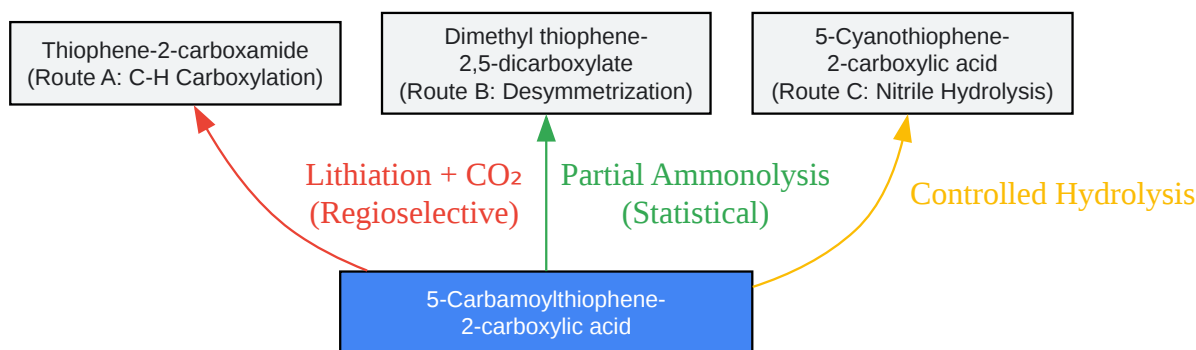 Thiophene-2-carboxamide
(Route A: C-H Carboxylation)
Dimethyl thiophene-
2,5-dicarboxylate
(Route B: Desymmetrization)
5-Cyanothiophene-
2-carboxylic acid
(Route C: Nitrile Hydrolysis)
Lithiation + CO₂
(Regioselective)
Partial Ammonolysis
(Statistical)
Controlled Hydrolysis
5-Carbamoylthiophene-
2-carboxylic acid